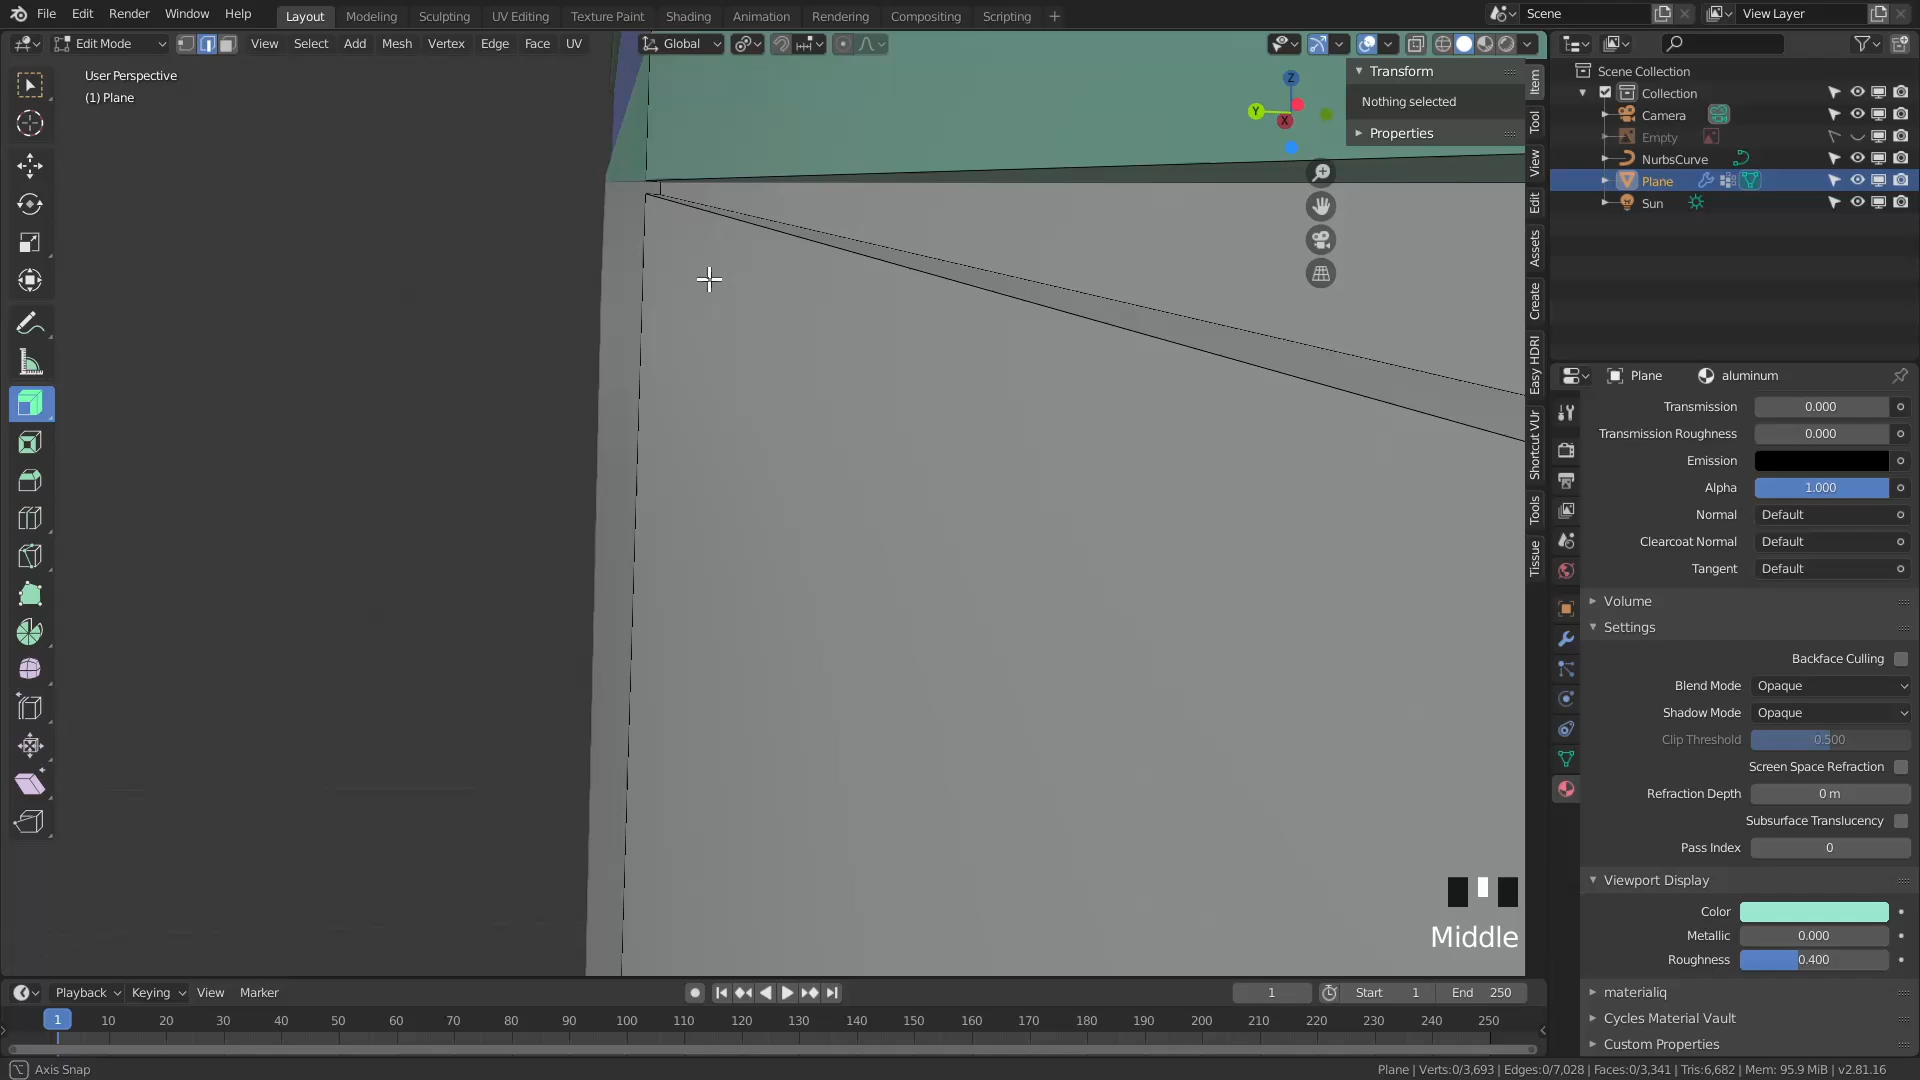 File Edit Render Window Help Layout Modeling Sculpting UV Editing Texture Paint Shading Animation Rendering Compositing Scripting Scene View Layer
Edit Mode View Select Add Mesh Vertex Edge Face UV Global
User Perspective
(1) Plane
Transform
Nothing selected
Properties
Z
Y
X
Item
Tool
View
Edit
Assets
Create
Easy HDRI
Shortcut VUr
Tools
Tissue
Scene Collection
Collection
Camera
Empty
NurbsCurve
Plane
Sun
Plane aluminum
Transmission 0.000
Transmission Roughness 0.000
Emission
Alpha 1.000
Normal Default
Clearcoat Normal Default
Tangent Default
Volume
Settings
Backface Culling
Blend Mode Opaque
Shadow Mode Opaque
Clip Threshold 0.500
Screen Space Refraction
Refraction Depth 0 m
Subsurface Translucency
Pass Index 0
Viewport Display
Color
Metallic 0.000
Roughness 0.400
materialiq
Cycles Material Vault
Custom Properties
Middle
Playback Keying View Marker 1 Start 1 End 250
1 10 20 30 40 50 60 70 80 90 100 110 120 130 140 150 160 170 180 190 200 210 220 230 240 250
Axis Snap Plane | Verts:0/3,693 | Edges:0/7,028 | Faces:0/3,341 | Tris:6,682 | Mem: 95.9 MiB | v2.81.16